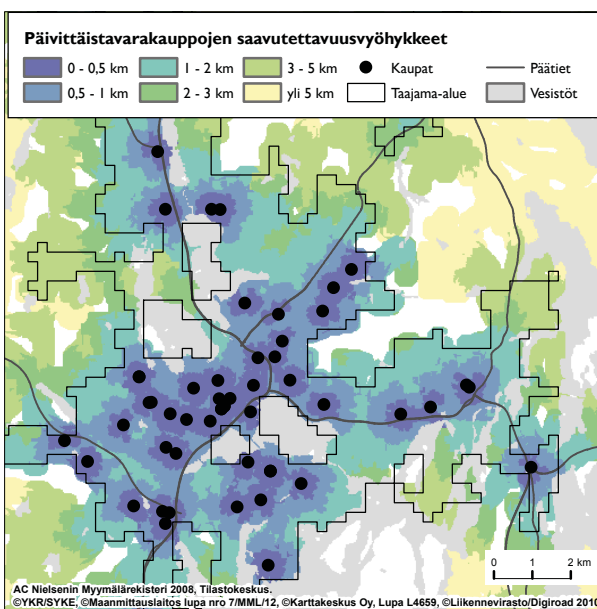 Päivittäistavarakauppojen saavutettavuusvyöhykkeet
0 - 0,5 km 1 - 2 km 3 - 5 km Kaupat Päätiet
0,5 - 1 km 2 - 3 km yli 5 km Taajama-alue Vesistöt
0 1 2 km
AC Nielsenin Myymälärekisteri 2008, Tilastokeskus.
©YKR/SYKE, ©Maanmittauslaitos lupa nro 7/MML/12, ©Karttakeskus Oy, Lupa L4659, ©Liikennevirasto/Digiroad 2010